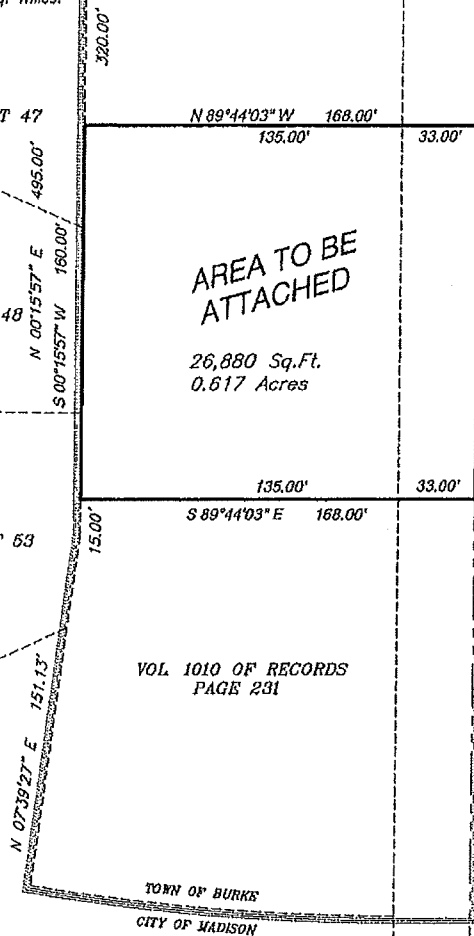 320.00'
T 47
N 89°44'03" W 168.00'
135.00' 33.00'
495.00'
N 00°15'57" E
160.00'
S 00°15'57" W
48
AREA TO BE
ATTACHED
26,880 Sq.Ft.
0.617 Acres
135.00' 33.00'
S 89°44'03" E 168.00'
15.00'
63
VOL 1010 OF RECORDS
PAGE 231
N 07°39'27" E 151.13'
TOWN OF BURKE
CITY OF MADISON